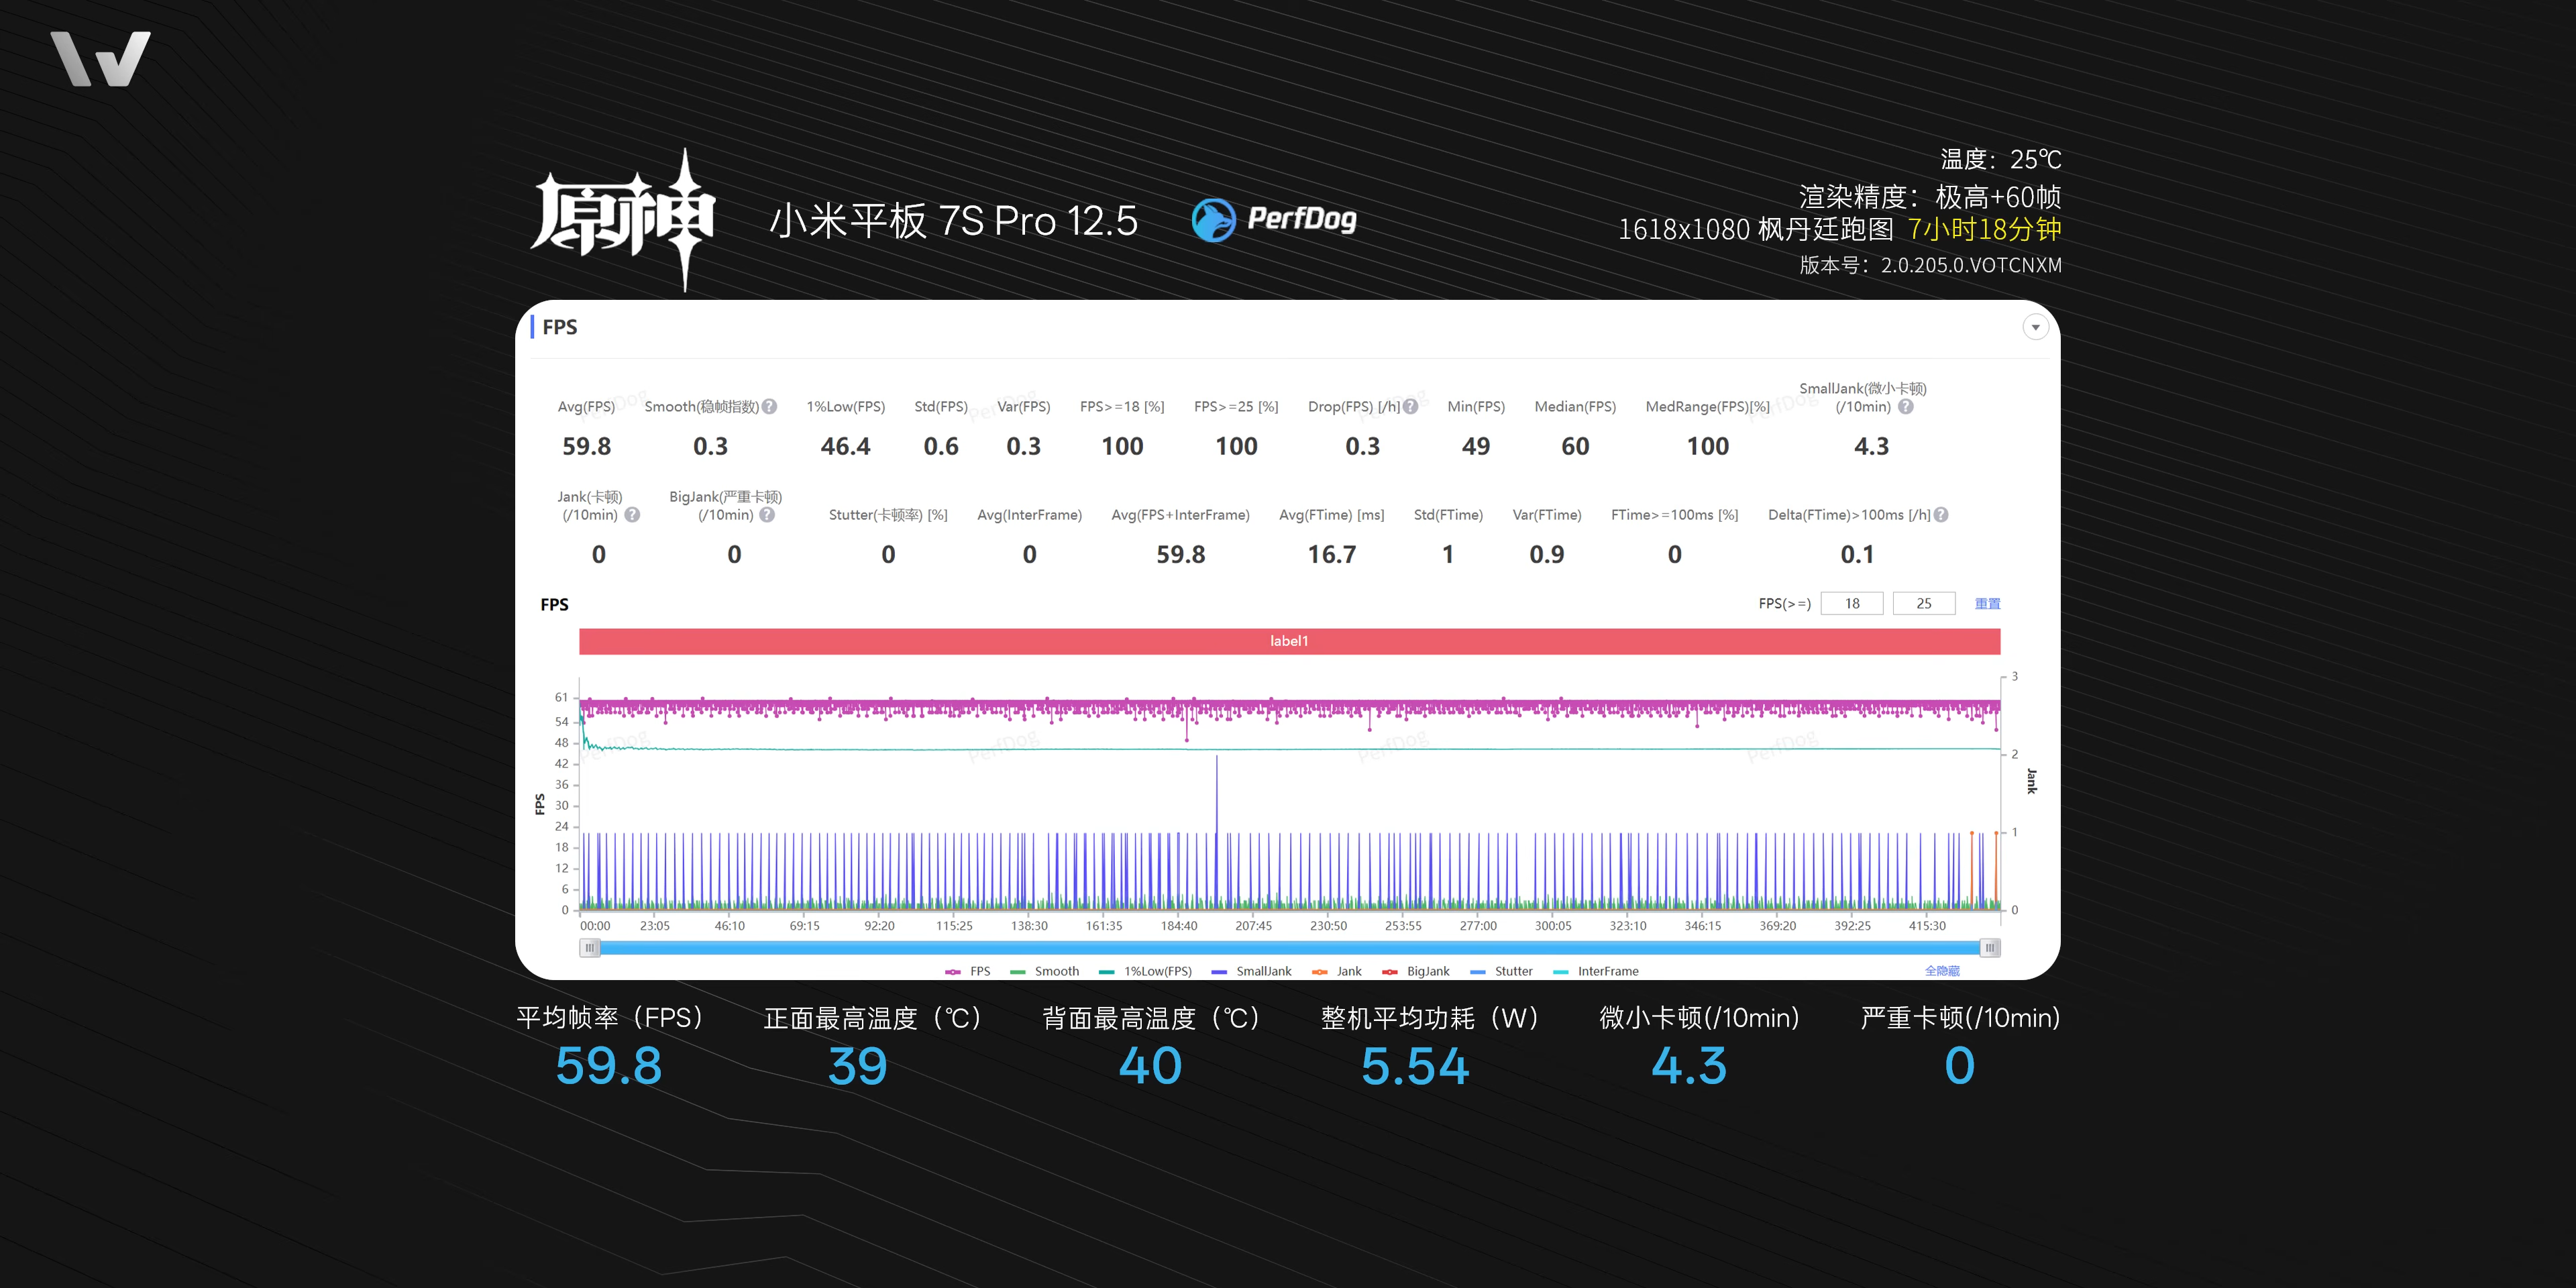 原神
小米平板 7S Pro 12.5
PerfDog
温度：25℃
渲染精度：极高+60帧
1618x1080 枫丹廷跑图 7小时18分钟
版本号：2.0.205.0.VOTCNXM
FPS
Avg(FPS) Smooth(稳帧指数) 1%Low(FPS) Std(FPS) Var(FPS) FPS>=18 [%] FPS>=25 [%] Drop(FPS) [/h] Min(FPS) Median(FPS) MedRange(FPS)[%] SmallJank(微小卡顿)
(/10min)
59.8 0.3 46.4 0.6 0.3 100 100 0.3 49 60 100 4.3
Jank(卡顿)
(/10min)
BigJank(严重卡顿)
(/10min)
Stutter(卡顿率) [%] Avg(InterFrame) Avg(FPS+InterFrame) Avg(FTime) [ms] Std(FTime) Var(FTime) FTime>=100ms [%] Delta(FTime)>100ms [/h]
0 0 0 0 59.8 16.7 1 0.9 0 0.1
FPS
FPS(>=) 18 25 重置
label1
61
54
48
42
36
30
24
18
12
6
0
FPS
3
2
1
0
Jank
00:00 23:05 46:10 69:15 92:20 115:25 138:30 161:35 184:40 207:45 230:50 253:55 277:00 300:05 323:10 346:15 369:20 392:25 415:30
FPS Smooth 1%Low(FPS) SmallJank Jank BigJank Stutter InterFrame
全隐藏
PerfDog
PerfDog
PerfDog
PerfDog
PerfDog
PerfDog
PerfDog
PerfDog
平均帧率（FPS） 正面最高温度（℃） 背面最高温度（℃） 整机平均功耗（W） 微小卡顿(/10min) 严重卡顿(/10min)
59.8 39 40 5.54 4.3 0